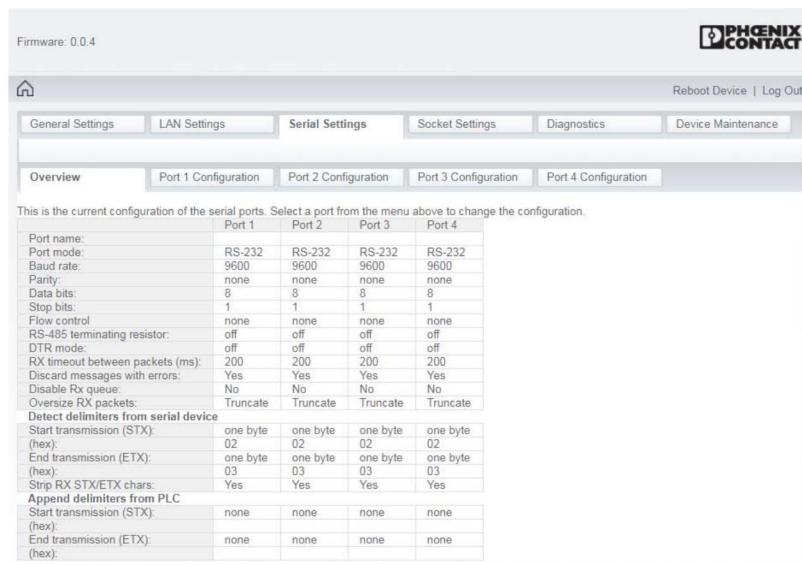 Firmware: 0.0.4
PHŒNIX
CONTACT
Reboot Device | Log Out
General Settings LAN Settings Serial Settings Socket Settings Diagnostics Device Maintenance
Overview Port 1 Configuration Port 2 Configuration Port 3 Configuration Port 4 Configuration
This is the current configuration of the serial ports. Select a port from the menu above to change the configuration.
Port 1 Port 2 Port 3 Port 4
Port name:
Port mode: RS-232 RS-232 RS-232 RS-232
Baud rate: 9600 9600 9600 9600
Parity: none none none none
Data bits: 8 8 8 8
Stop bits: 1 1 1 1
Flow control none none none none
RS-485 terminating resistor: off off off off
DTR mode: off off off off
RX timeout between packets (ms): 200 200 200 200
Discard messages with errors: Yes Yes Yes Yes
Disable Rx queue: No No No No
Oversize RX packets: Truncate Truncate Truncate Truncate
Detect delimiters from serial device
Start transmission (STX): one byte one byte one byte one byte
(hex): 02 02 02 02
End transmission (ETX): one byte one byte one byte one byte
(hex): 03 03 03 03
Strip RX STX/ETX chars: Yes Yes Yes Yes
Append delimiters from PLC
Start transmission (STX): none none none none
(hex):
End transmission (ETX): none none none none
(hex):